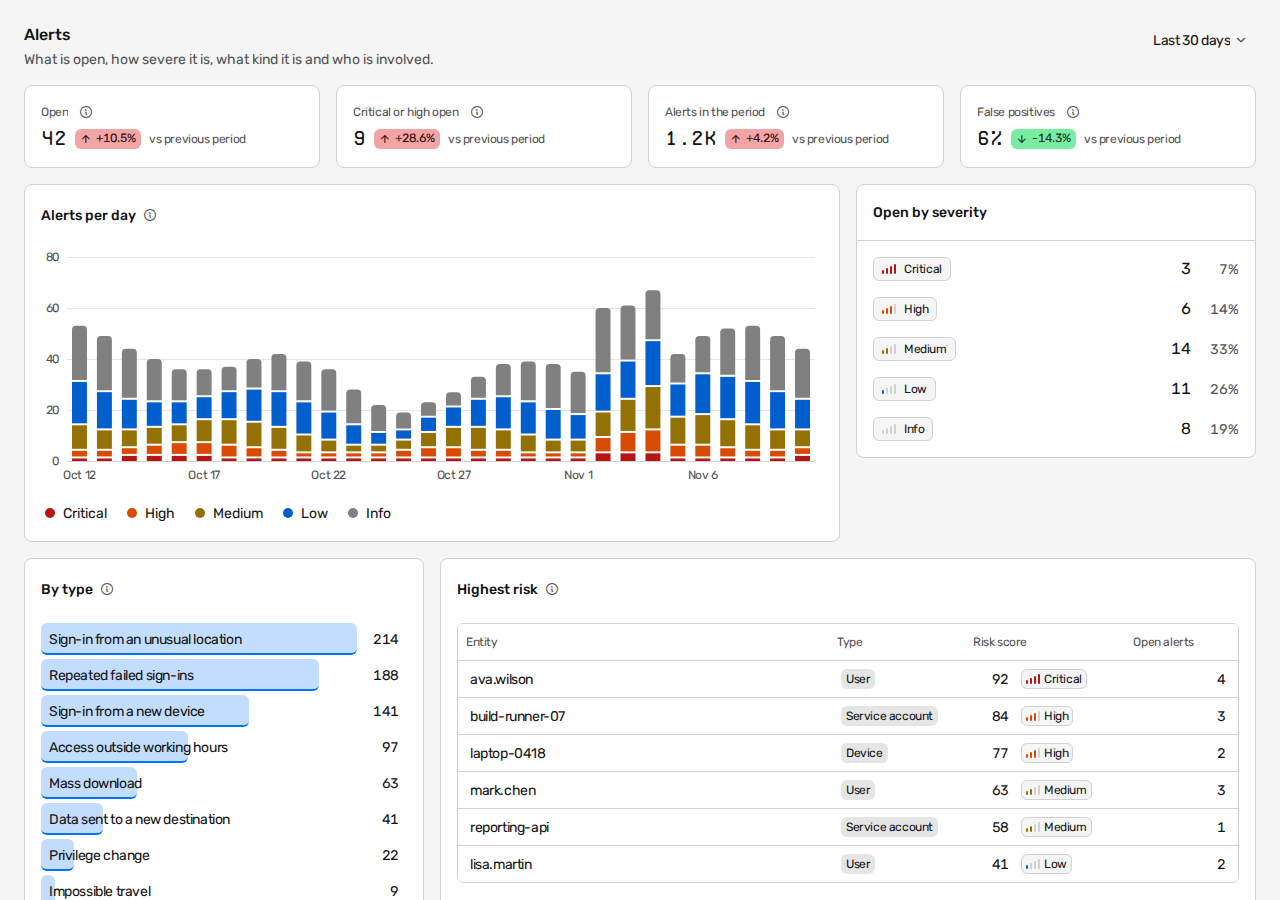 Alerts
What is open, how severe it is, what kind it is and who is involved.
Last 30 days
Open
42 +10.5% vs previous period
Critical or high open
9 +28.6% vs previous period
Alerts in the period
1.2K +4.2% vs previous period
False positives
6% -14.3% vs previous period
Alerts per day
80
60
40
20
0
Oct 12 Oct 17 Oct 22 Oct 27 Nov 1 Nov 6
Critical High Medium Low Info
Open by severity
Critical 3 7%
High 6 14%
Medium 14 33%
Low 11 26%
Info 8 19%
By type
Sign-in from an unusual location 214
Repeated failed sign-ins 188
Sign-in from a new device 141
Access outside working hours 97
Mass download 63
Data sent to a new destination 41
Privilege change 22
Impossible travel 9
Highest risk
Entity Type Risk score Open alerts
ava.wilson User 92 Critical 4
build-runner-07 Service account 84 High 3
laptop-0418 Device 77 High 2
mark.chen User 63 Medium 3
reporting-api Service account 58 Medium 1
lisa.martin User 41 Low 2